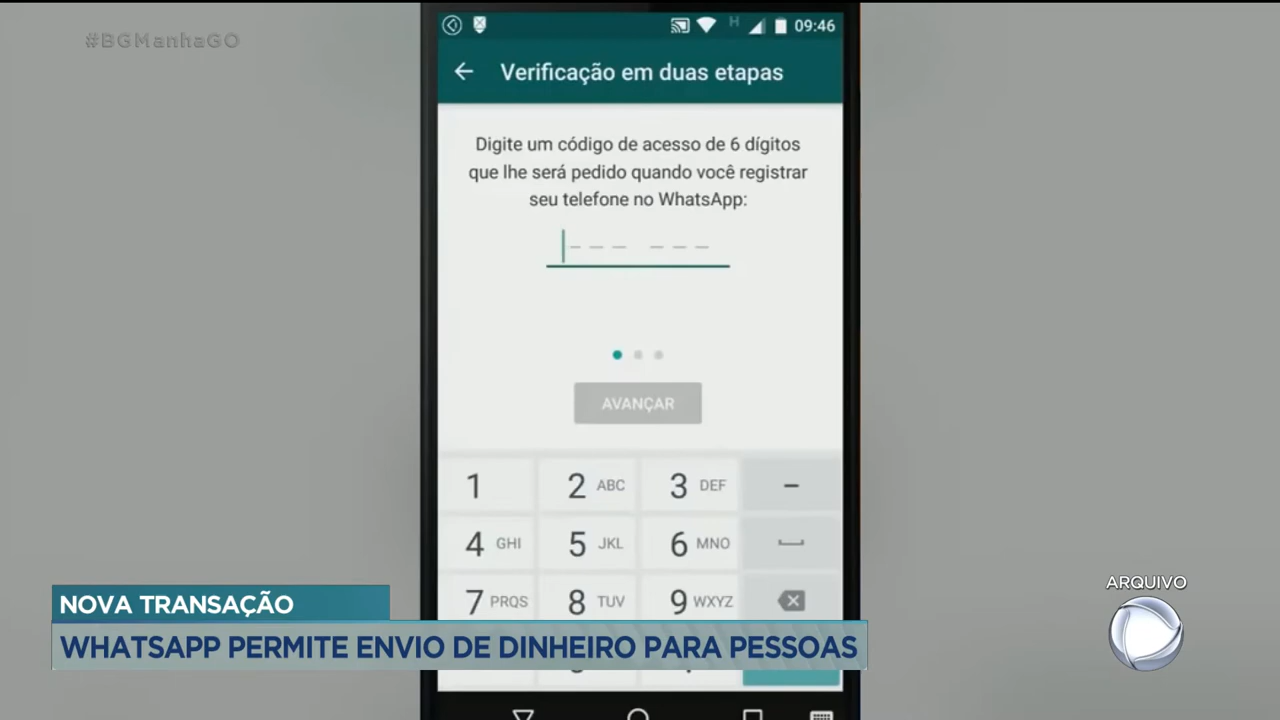 #BGManhaGO
H
09:46
Verificação em duas etapas
Digite um código de acesso de 6 dígitos
que lhe será pedido quando você registrar
seu telefone no WhatsApp:
AVANÇAR
1
2 ABC
3 DEF
4 GHI
5 JKL
6 MNO
7 PRQS
8 TUV
9 WXYZ
ARQUIVO
NOVA TRANSAÇÃO
WHATSAPP PERMITE ENVIO DE DINHEIRO PARA PESSOAS